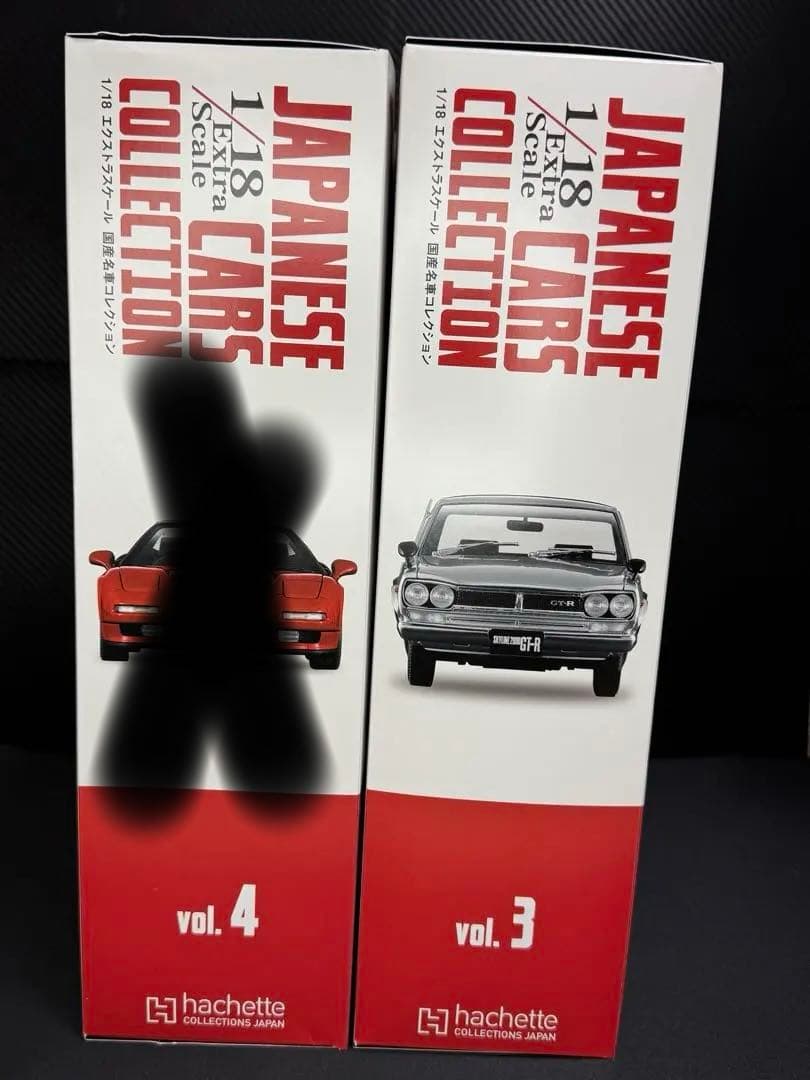 JAPANESE
1/18 CARS
Extra
Scale
COLLECTION
1/18 エクストラスケール 国産名車コレクション
vol. 4
hachette
COLLECTIONS JAPAN
JAPANESE
1/18 CARS
Extra
Scale
COLLECTION
1/18 エクストラスケール 国産名車コレクション
GT-R
SKYLINE 2000 GT-R
vol. 3
hachette
COLLECTIONS JAPAN